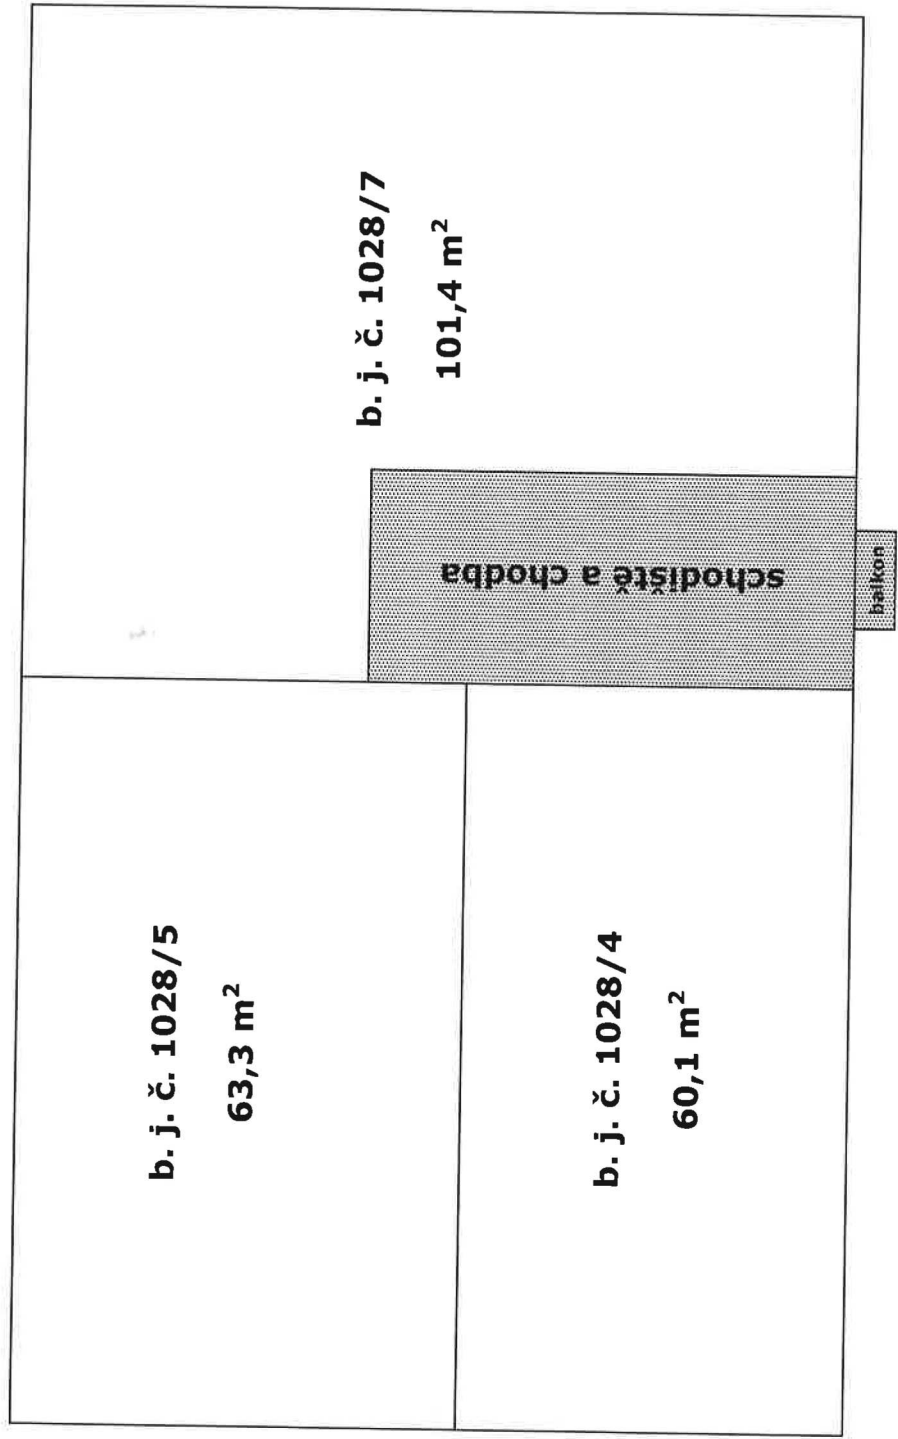 b. j. č. 1028/5
63,3 m²
b. j. č. 1028/7
101,4 m²
schodiště a chodba
b. j. č. 1028/4
60,1 m²
balkon